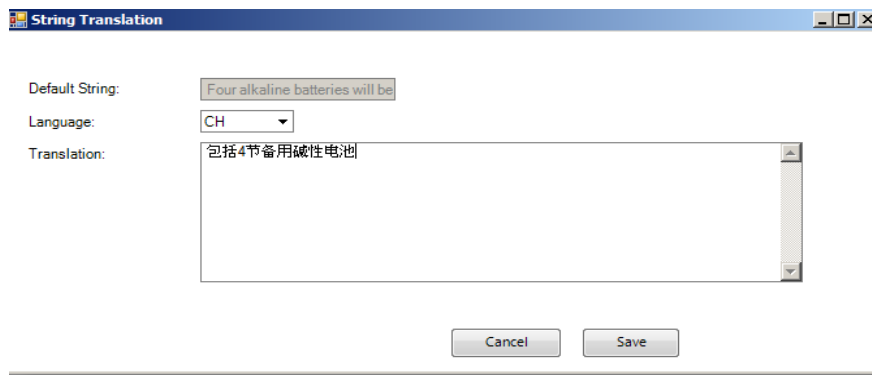 String Translation
Default String:
Four alkaline batteries will be
Language:
CH
Translation:
包括4节备用碱性电池
Cancel
Save